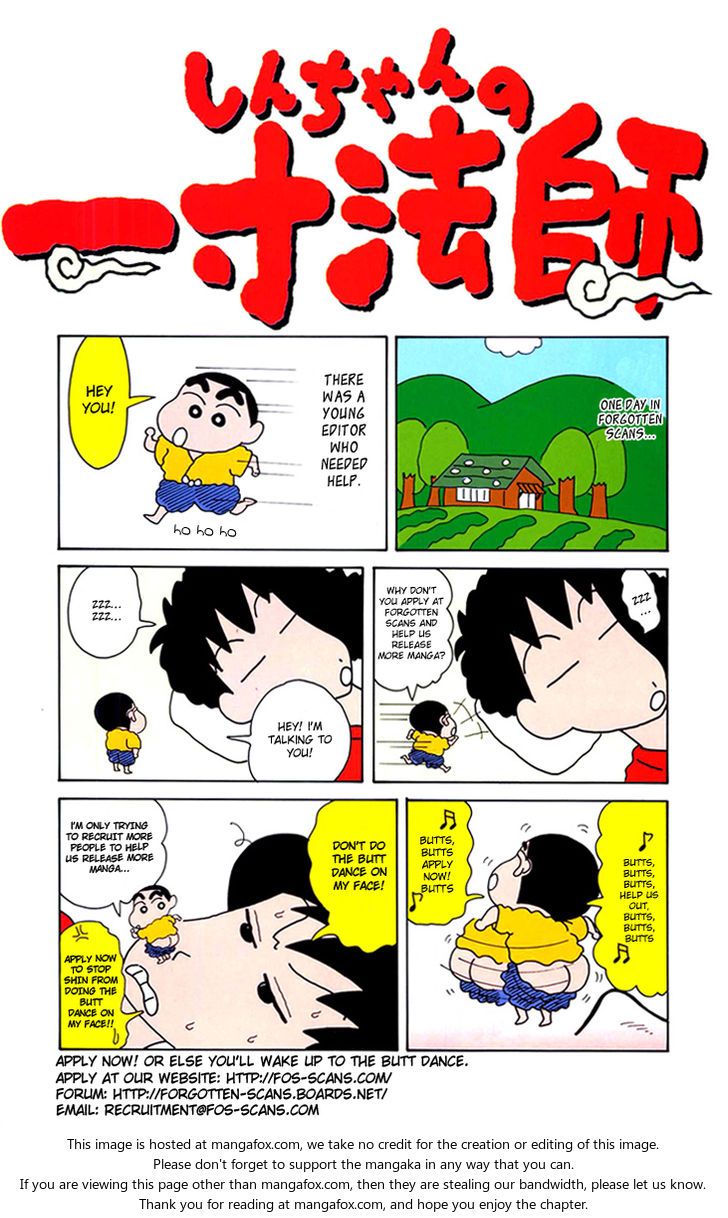 しんちゃんの
一寸法師
ONE DAY IN
FORGOTTEN
SCANS...
THERE
WAS A
YOUNG
EDITOR
WHO
NEEDED
HELP.
HEY
YOU!
ho ho ho
ZZZ
...
WHY DON'T
YOU APPLY AT
FORGOTTEN
SCANS AND
HELP US
RELEASE
MORE MANGA?
ZZZ...
ZZZ...
HEY! I'M
TALKING TO
YOU!
BUTTS,
BUTTS,
BUTTS,
HELP US
OUT,
BUTTS,
BUTTS,
BUTTS
BUTTS,
BUTTS
APPLY
NOW!
BUTTS
DON'T DO
THE BUTT
DANCE ON
MY FACE!
I'M ONLY TRYING
TO RECRUIT MORE
PEOPLE TO HELP
US RELEASE MORE
MANGA...
APPLY NOW
TO STOP
SHIN FROM
DOING THE
BUTT
DANCE ON
MY FACE!!
APPLY NOW! OR ELSE YOU'LL WAKE UP TO THE BUTT DANCE.
APPLY AT OUR WEBSITE: HTTP://FOS-SCANS.COM/
FORUM: HTTP://FORGOTTEN-SCANS.BOARDS.NET/
EMAIL: RECRUITMENT@FOS-SCANS.COM
This image is hosted at mangafox.com, we take no credit for the creation or editing of this image.
Please don't forget to support the mangaka in any way that you can.
If you are viewing this page other than mangafox.com, then they are stealing our bandwidth, please let us know.
Thank you for reading at mangafox.com, and hope you enjoy the chapter.